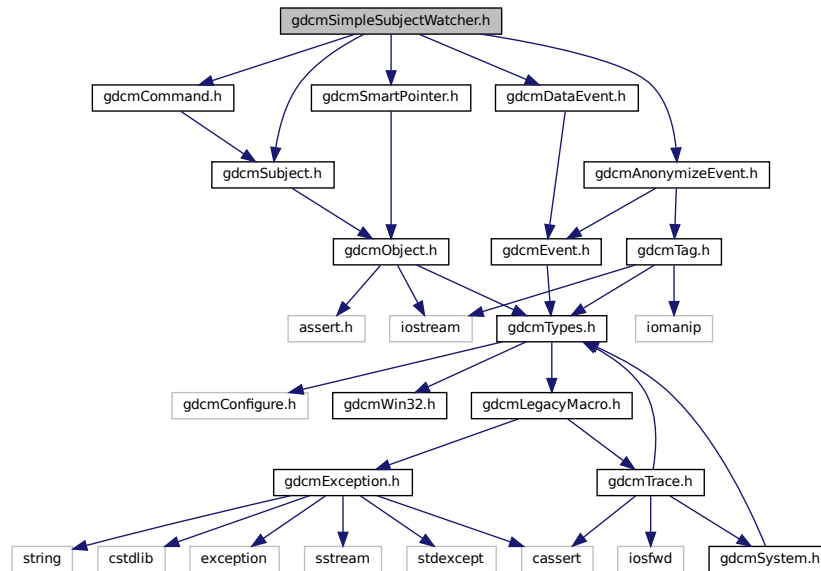 gdcmSimpleSubjectWatcher.h
gdcmCommand.h
gdcmSmartPointer.h
gdcmDataEvent.h
gdcmSubject.h
gdcmAnonymizeEvent.h
gdcmObject.h
gdcmEvent.h
gdcmTag.h
assert.h
iostream
gdcmTypes.h
iomanip
gdcmConfigure.h
gdcmWin32.h
gdcmLegacyMacro.h
gdcmException.h
gdcmTrace.h
string
cstdlib
exception
sstream
stdexcept
cassert
iosfwd
gdcmSystem.h